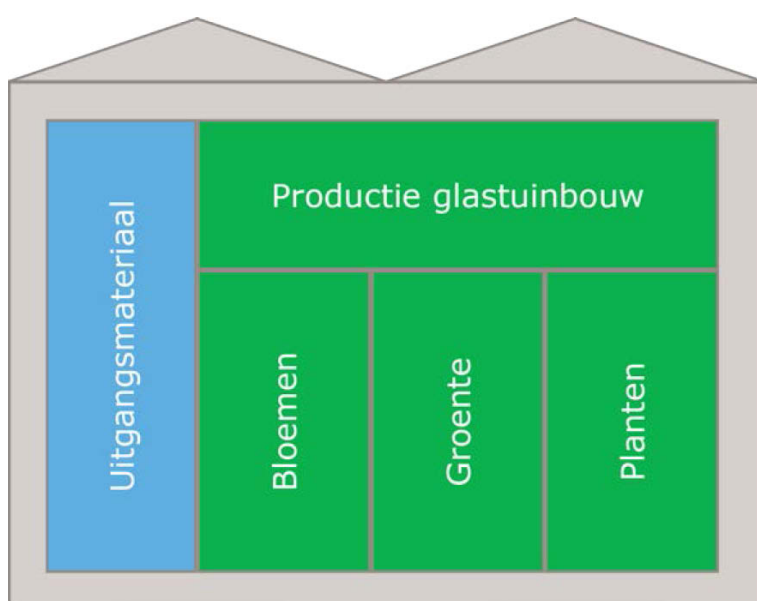 Uitgangsmateriaal
Productie glastuinbouw
Bloemen
Groente
Planten